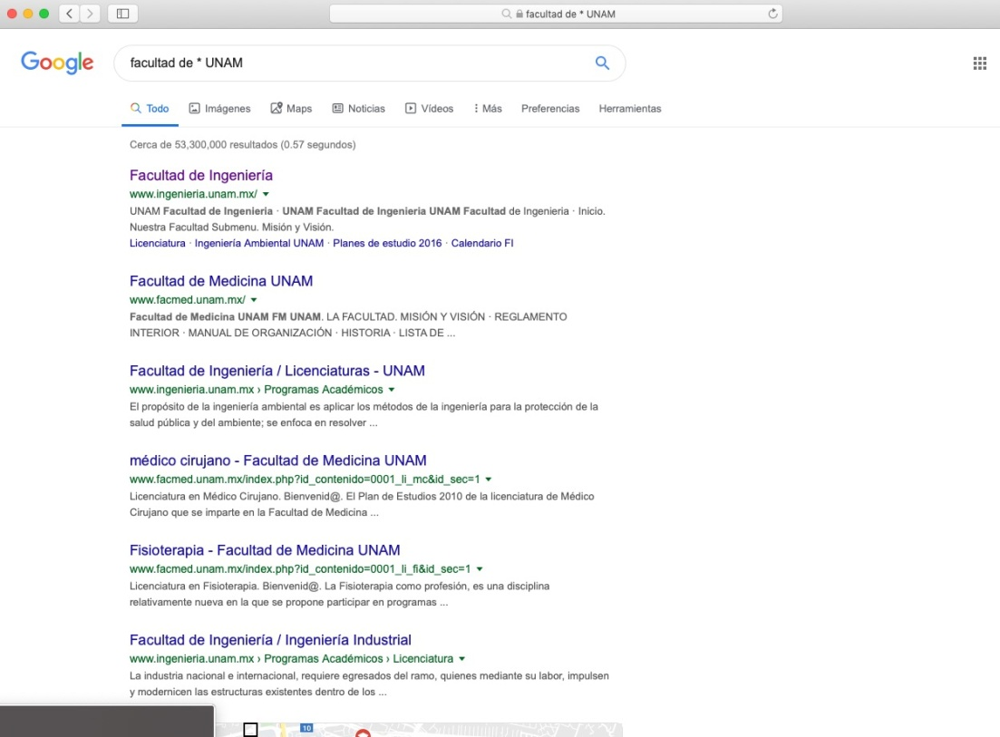 facultad de * UNAM
Google
facultad de * UNAM
Todo Imágenes Maps Noticias Vídeos Más Preferencias Herramientas
Cerca de 53,300,000 resultados (0.57 segundos)
Facultad de Ingeniería
www.ingenieria.unam.mx/
UNAM Facultad de Ingenieria · UNAM Facultad de Ingenieria UNAM Facultad de Ingenieria · Inicio.
Nuestra Facultad Submenu. Misión y Visión.
Licenciatura · Ingeniería Ambiental UNAM · Planes de estudio 2016 · Calendario FI
Facultad de Medicina UNAM
www.facmed.unam.mx/
Facultad de Medicina UNAM FM UNAM. LA FACULTAD. MISIÓN Y VISIÓN · REGLAMENTO
INTERIOR · MANUAL DE ORGANIZACIÓN · HISTORIA · LISTA DE ...
Facultad de Ingeniería / Licenciaturas - UNAM
www.ingenieria.unam.mx › Programas Académicos
El propósito de la ingeniería ambiental es aplicar los métodos de la ingeniería para la protección de la
salud pública y del ambiente; se enfoca en resolver ...
médico cirujano - Facultad de Medicina UNAM
www.facmed.unam.mx/index.php?id_contenido=0001_li_mc&id_sec=1
Licenciatura en Médico Cirujano. Bienvenid@. El Plan de Estudios 2010 de la licenciatura de Médico
Cirujano que se imparte en la Facultad de Medicina ...
Fisioterapia - Facultad de Medicina UNAM
www.facmed.unam.mx/index.php?id_contenido=0001_li_fi&id_sec=1
Licenciatura en Fisioterapia. Bienvenid@. La Fisioterapia como profesión, es una disciplina
relativamente nueva en la que se propone participar en programas ...
Facultad de Ingeniería / Ingeniería Industrial
www.ingenieria.unam.mx › Programas Académicos › Licenciatura
La industria nacional e internacional, requiere egresados del ramo, quienes mediante su labor, impulsen
y modernicen las estructuras existentes dentro de los ...
10